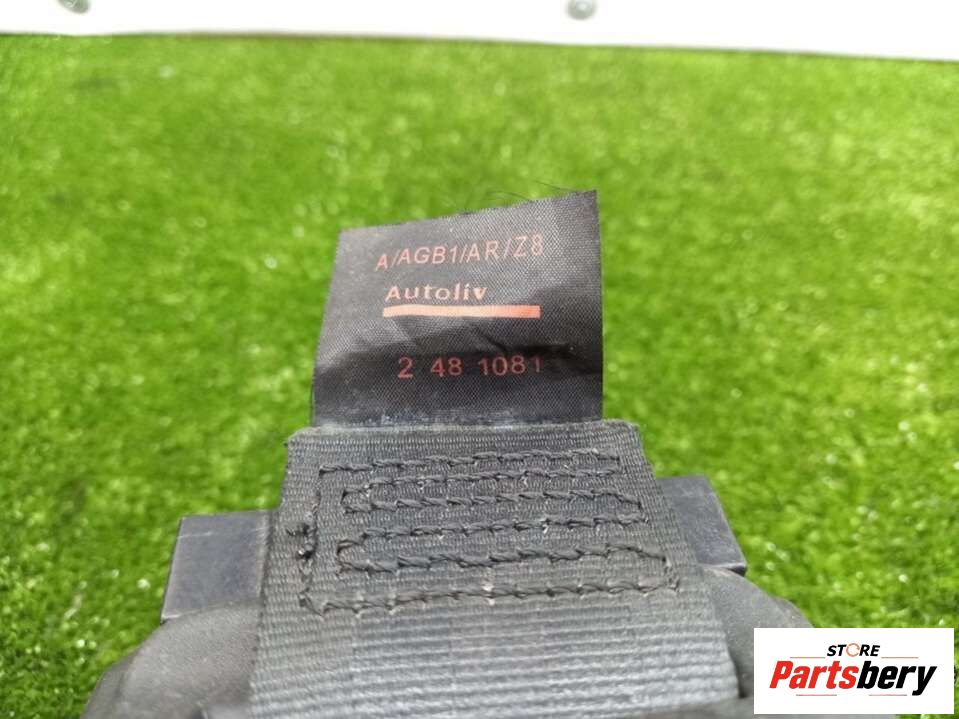 A/AGB1/AR/Z8
Autoliv
2 48 1081
STORE
Partsbery